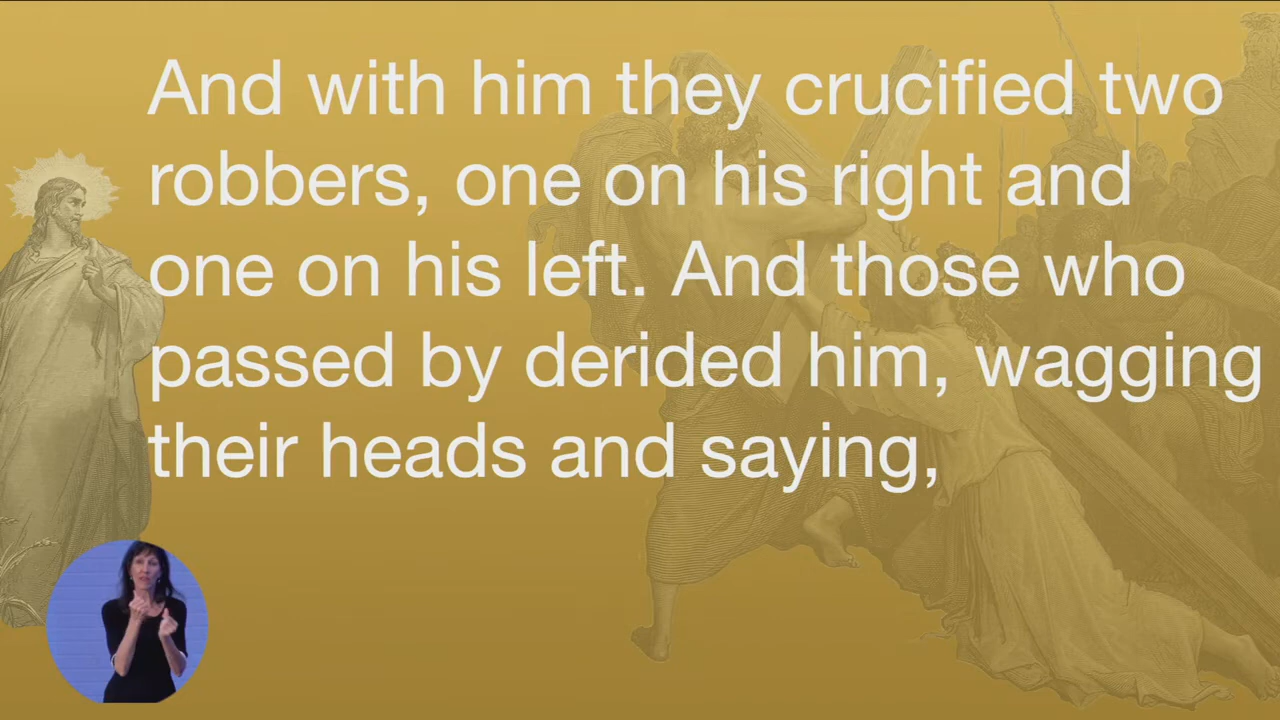 And with him they crucified two
robbers, one on his right and
one on his left. And those who
passed by derided him, wagging
their heads and saying,